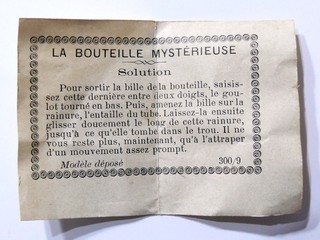 LA BOUTEILLE MYSTÉRIEUSE
Solution
Pour sortir la bille de la bouteille, saisis-
sez cette dernière entre deux doigts, le gou-
lot tourné en bas. Puis, amenez la bille sur la
rainure, l'entaille du tube. Laissez-la ensuite
glisser doucement le long de cette rainure,
jusqu'à ce qu'elle tombe dans le trou. Il ne
vous reste plus, maintenant, qu'à l'attraper
d'un mouvement assez prompt.
Modèle déposé 300/9